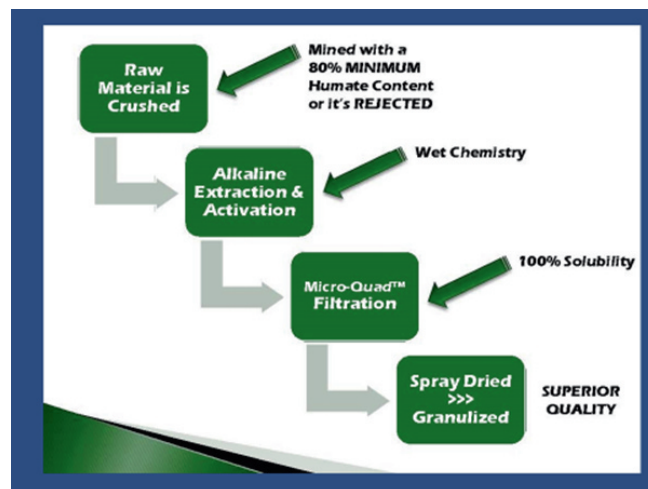 Raw
Material is
Crushed
Mined with a
80% MINIMUM
Humate Content
or it's REJECTED
Alkaline
Extraction &
Activation
Wet Chemistry
Micro-Quad™
Filtration
100% Solubility
Spray Dried
>>>
Granulized
SUPERIOR
QUALITY